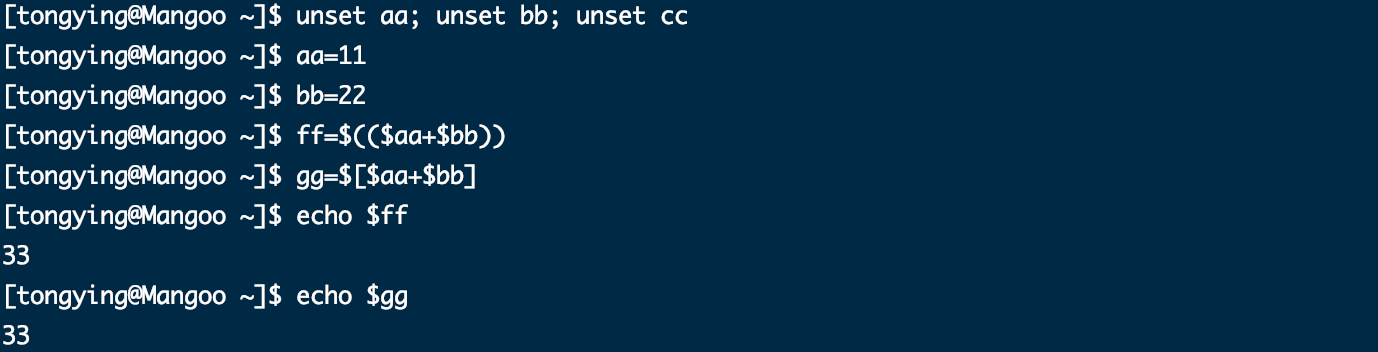 [tongying@Mangoo ~]$ unset aa; unset bb; unset cc
[tongying@Mangoo ~]$ aa=11
[tongying@Mangoo ~]$ bb=22
[tongying@Mangoo ~]$ ff=$(($aa+$bb))
[tongying@Mangoo ~]$ gg=$[$aa+$bb]
[tongying@Mangoo ~]$ echo $ff
33
[tongying@Mangoo ~]$ echo $gg
33